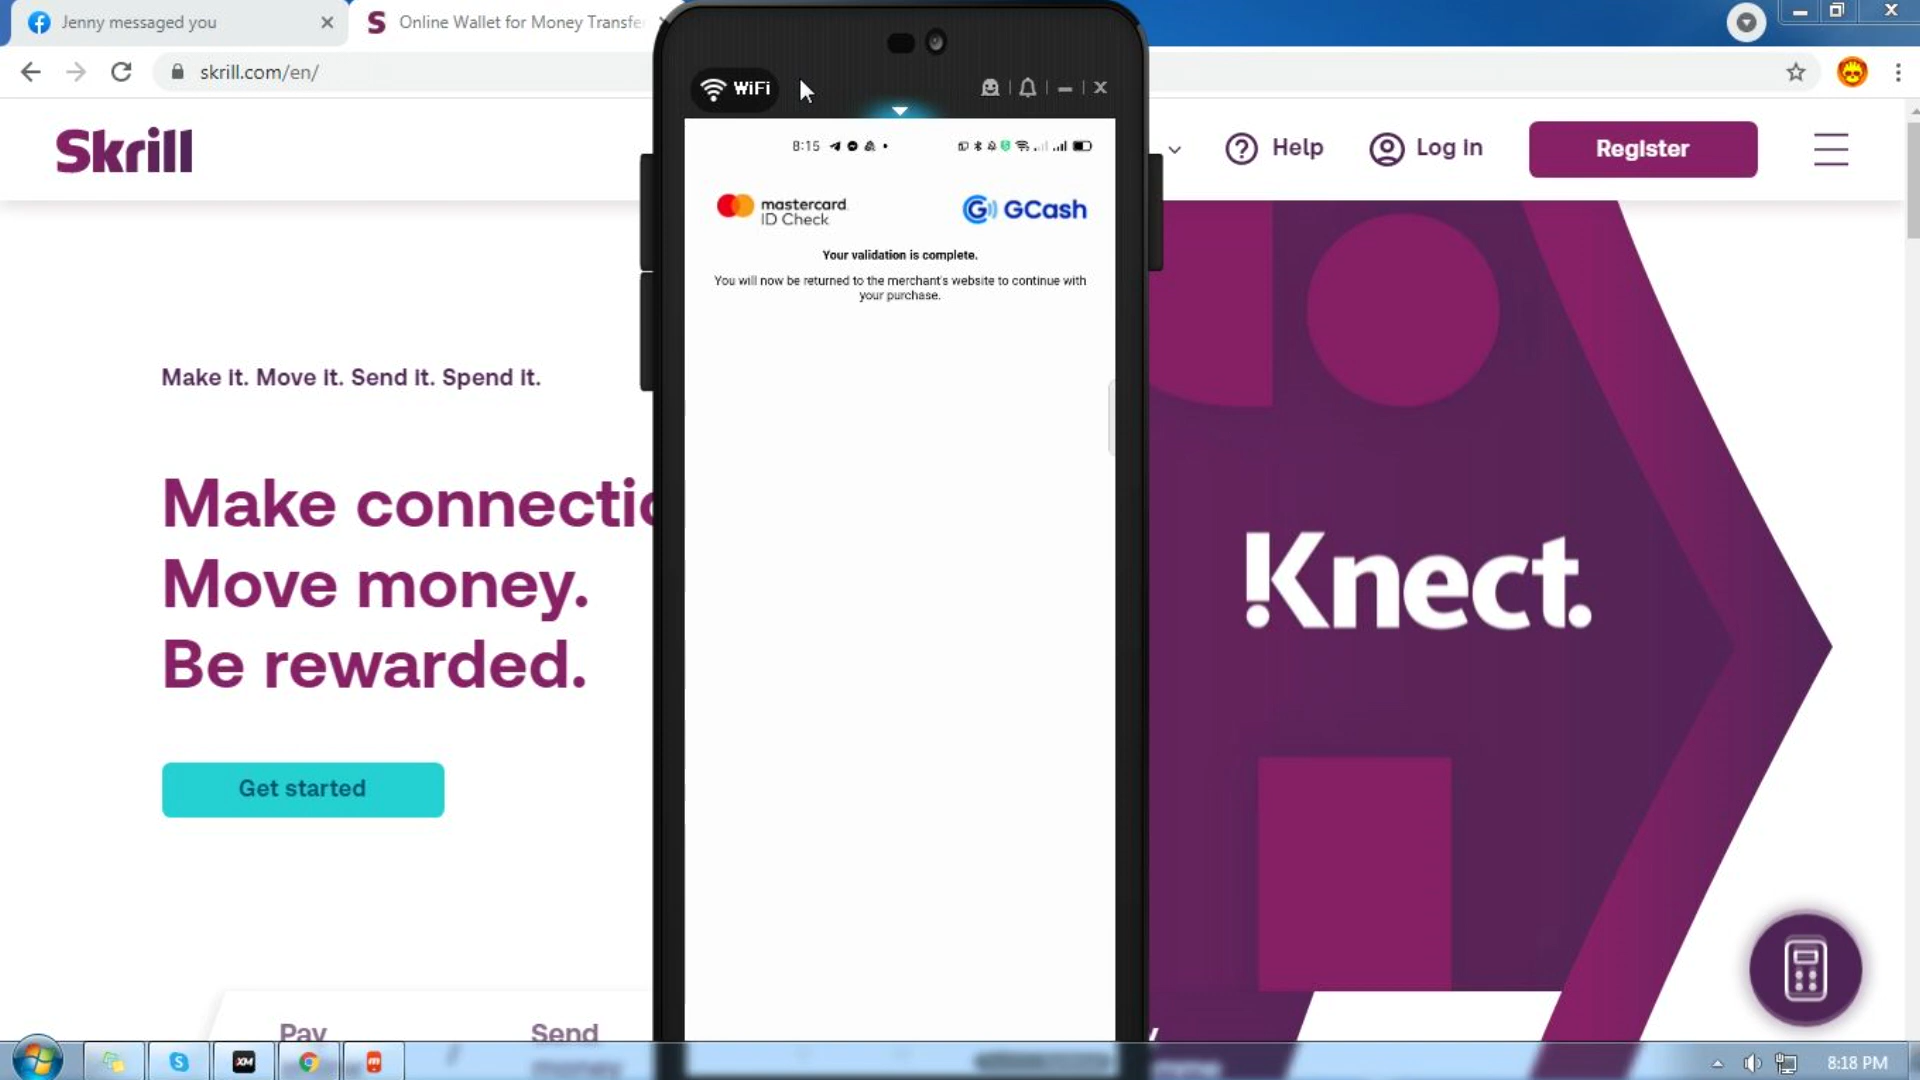 Jenny messaged you
Online Wallet for Money Transfe
skrill.com/en/
WiFi
Skrill
Help
Log in
Register
8:15
mastercard
ID Check
GCash
Your validation is complete.
You will now be returned to the merchant's website to continue with
your purchase.
Make it. Move it. Send it. Spend it.
Make connectio
Move money.
Be rewarded.
Get started
Knect.
Pay
Send
money
XM
8:18 PM